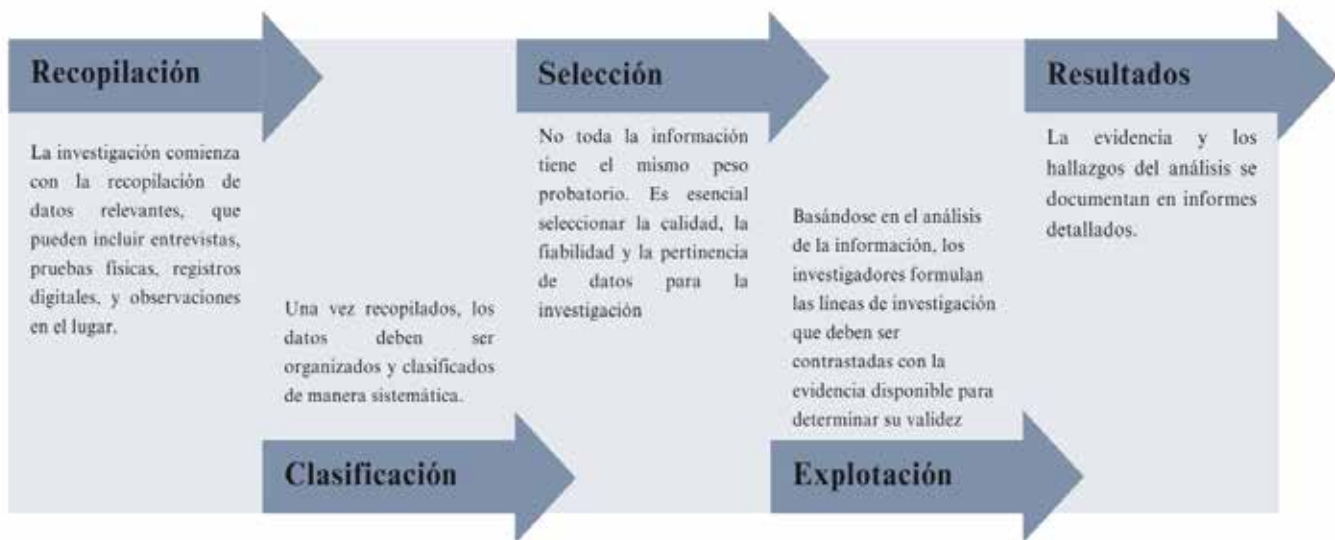 Recopilación
La investigación comienza
con la recopilación de
datos relevantes, que
pueden incluir entrevistas,
pruebas físicas, registros
digitales, y observaciones
en el lugar.
Una vez recopilados, los
datos deben ser
organizados y clasificados
de manera sistemática.
Clasificación
Selección
No toda la información
tiene el mismo peso
probatorio. Es esencial
seleccionar la calidad, la
fiabilidad y la pertinencia
de datos para la
investigación
Basándose en el análisis
de la información, los
investigadores formulan
las líneas de investigación
que deben ser
contrastadas con la
evidencia disponible para
determinar su validez
Explotación
Resultados
La evidencia y los
hallazgos del análisis se
documentan en informes
detallados.